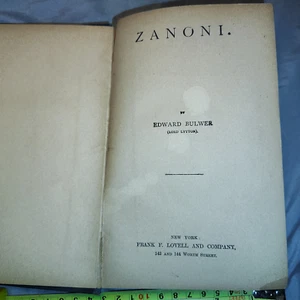 ZANONI.
BY
EDWARD BULWER
(LORD LYTTON).
NEW YORK:
FRANK F. LOVELL AND COMPANY,
142 AND 144 WORTH STREET.